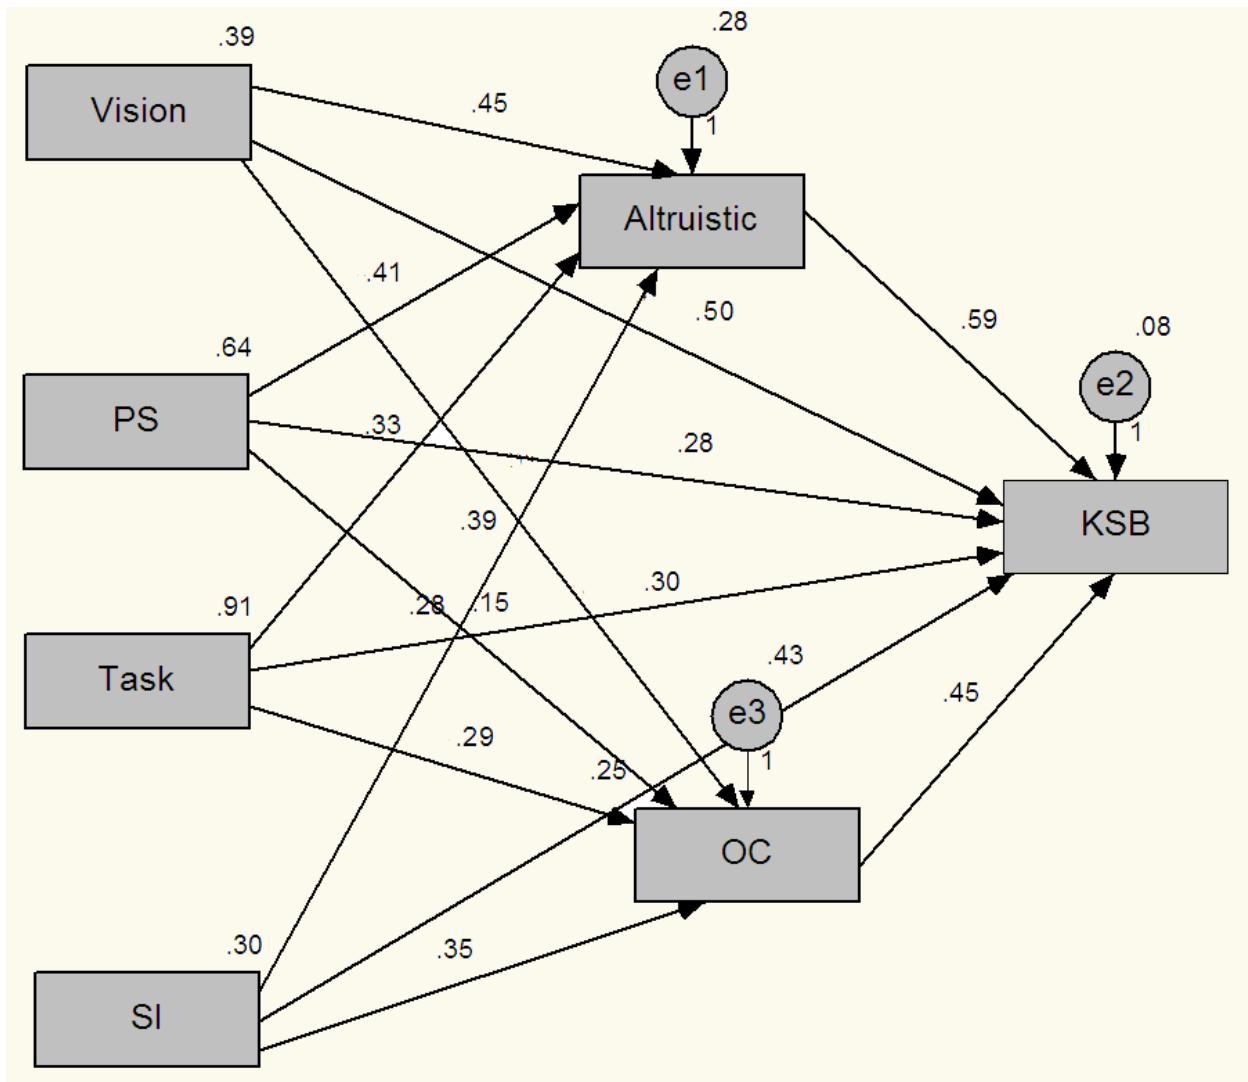 .39
.28
Vision
e1
.45
1
Altruistic
.41
.50
.59
.08
.64
e2
PS
.33
.28
1
.39
KSB
.91
.28
.15
.30
Task
.43
e3
.45
.29
.25
1
OC
.30
.35
SI